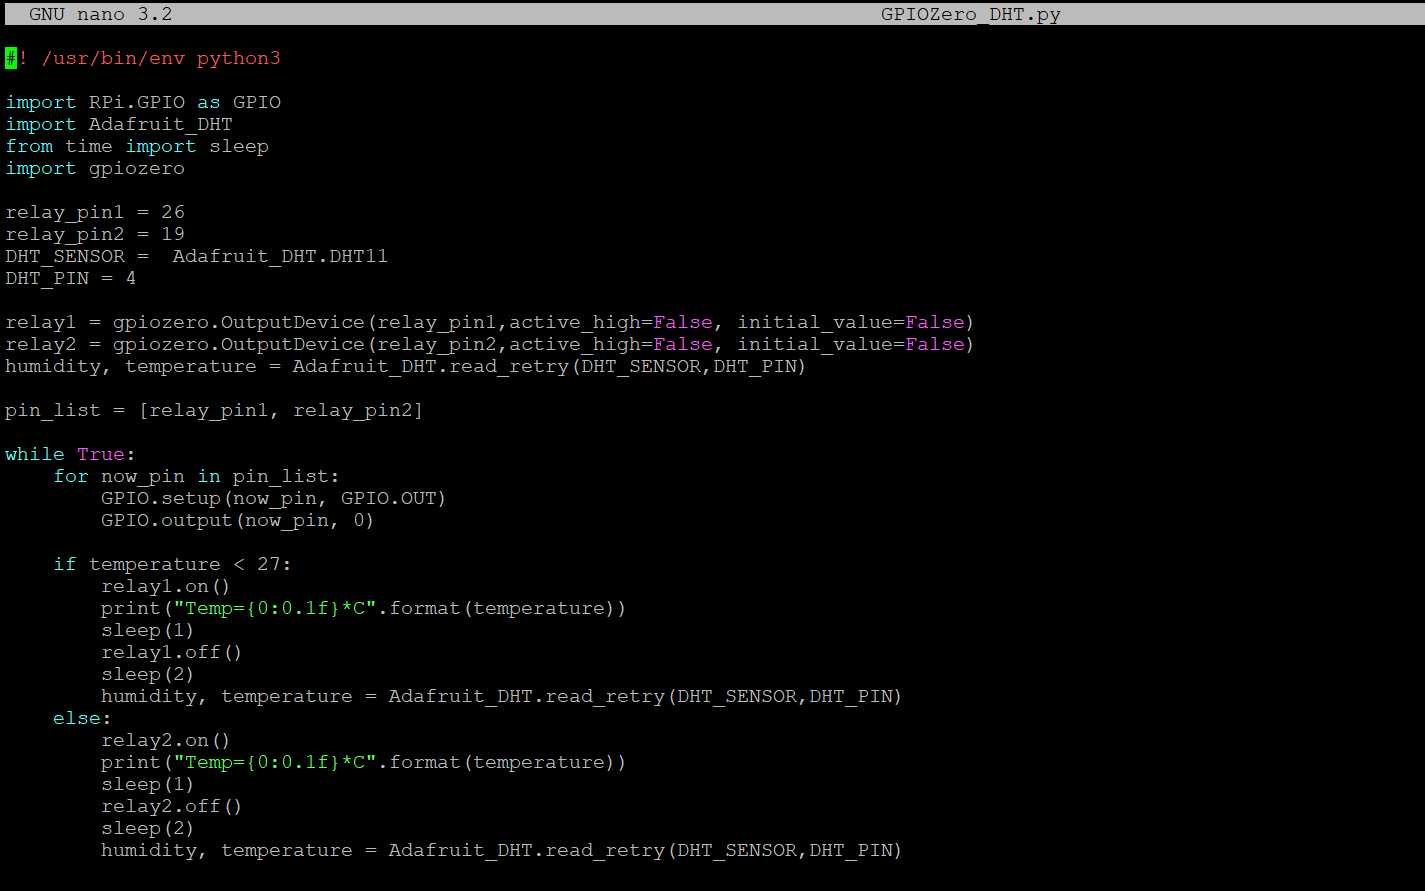 GNU nano 3.2 GPIOZero_DHT.py
#! /usr/bin/env python3
import RPi.GPIO as GPIO
import Adafruit_DHT
from time import sleep
import gpiozero
relay_pin1 = 26
relay_pin2 = 19
DHT_SENSOR =  Adafruit_DHT.DHT11
DHT_PIN = 4
relay1 = gpiozero.OutputDevice(relay_pin1,active_high=False, initial_value=False)
relay2 = gpiozero.OutputDevice(relay_pin2,active_high=False, initial_value=False)
humidity, temperature = Adafruit_DHT.read_retry(DHT_SENSOR,DHT_PIN)
pin_list = [relay_pin1, relay_pin2]
while True:
    for now_pin in pin_list:
        GPIO.setup(now_pin, GPIO.OUT)
        GPIO.output(now_pin, 0)
    if temperature < 27:
        relay1.on()
        print("Temp={0:0.1f}*C".format(temperature))
        sleep(1)
        relay1.off()
        sleep(2)
        humidity, temperature = Adafruit_DHT.read_retry(DHT_SENSOR,DHT_PIN)
    else:
        relay2.on()
        print("Temp={0:0.1f}*C".format(temperature))
        sleep(1)
        relay2.off()
        sleep(2)
        humidity, temperature = Adafruit_DHT.read_retry(DHT_SENSOR,DHT_PIN)